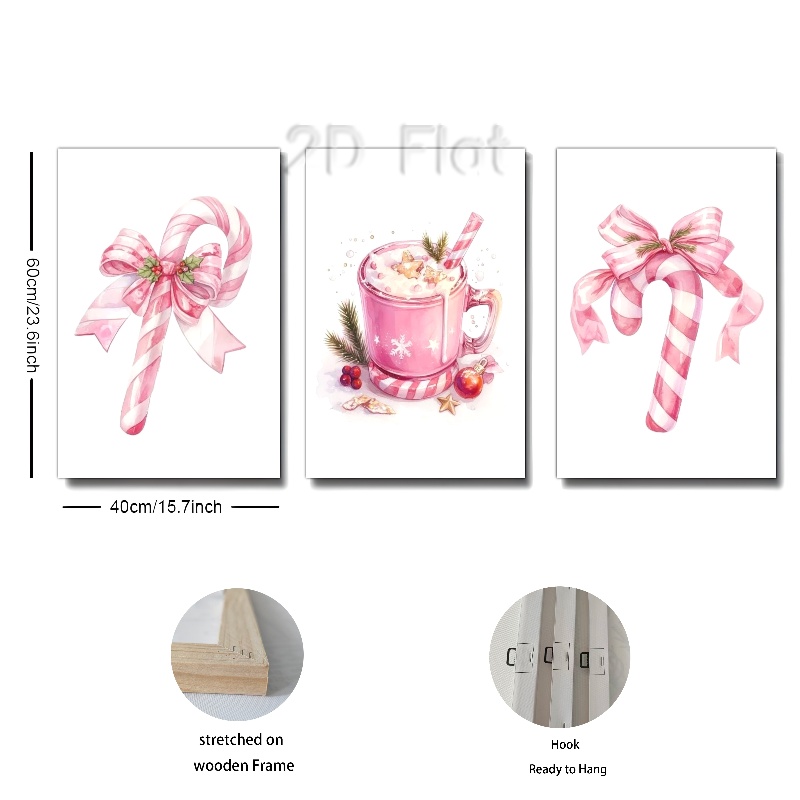 2D Flat
60cm/23.6inch
40cm/15.7inch
stretched on
wooden Frame
Hook
Ready to Hang